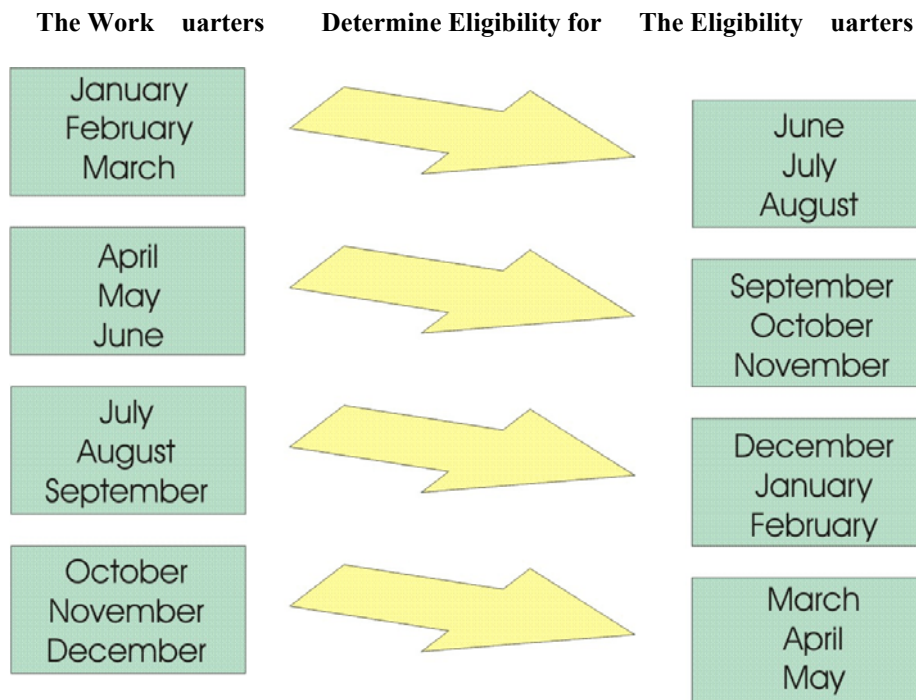 The Work uarters Determine Eligibility for The Eligibility uarters
January
February
March
June
July
August
April
May
June
September
October
November
July
August
September
December
January
February
October
November
December
March
April
May